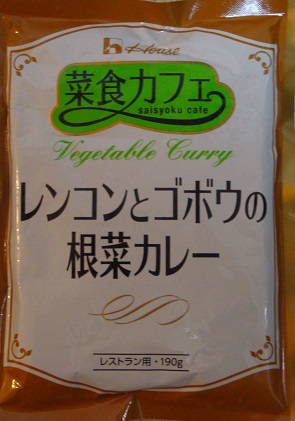 House
菜食カフェ
saisyoku cafe
Vegetable Curry
レンコンとゴボウの
根菜カレー
レストラン用・190g